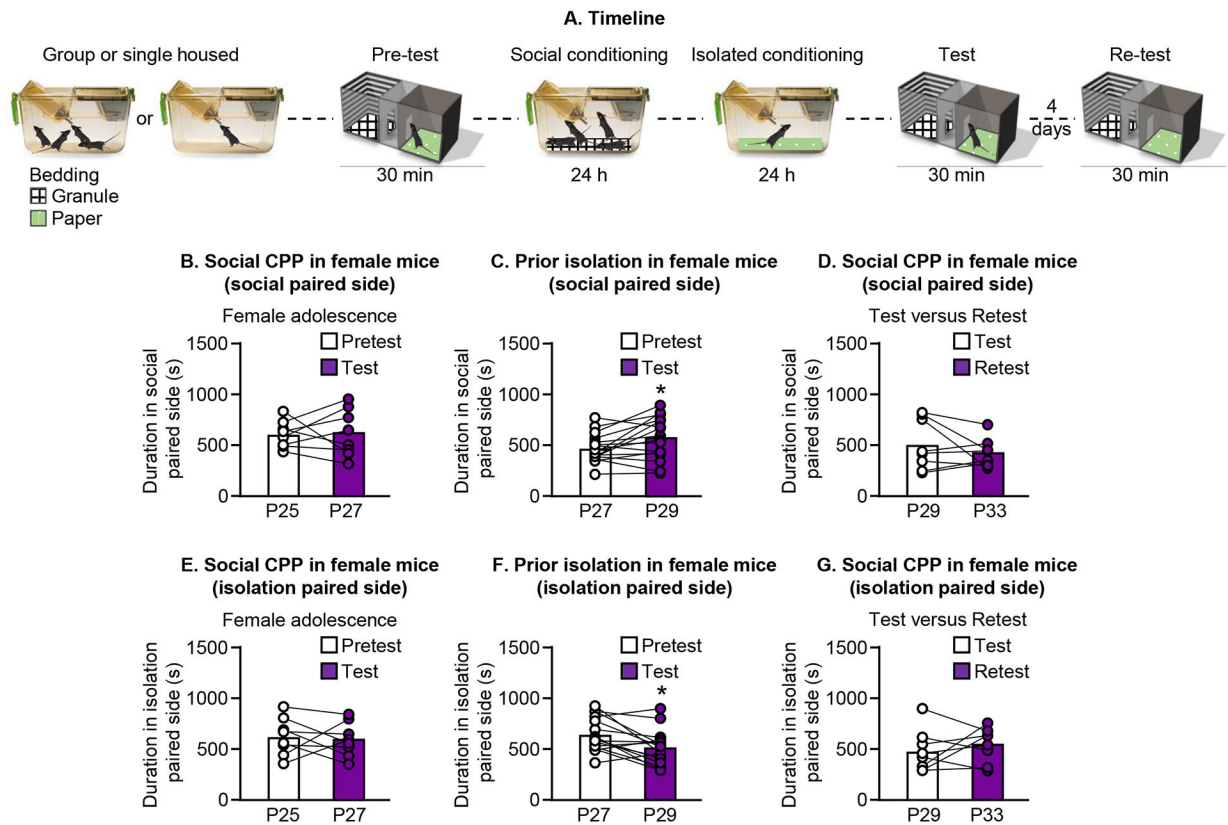 A. Timeline
Group or single housed
Pre-test
Social conditioning
Isolated conditioning
Test
Re-test
or
4
days
30 min
24 h
24 h
30 min
30 min
Bedding
Granule
Paper
B. Social CPP in female mice
(social paired side)
Female adolescence
Pretest
Test
Duration in social
paired side (s)
1500
1000
500
0
P25
P27
C. Prior isolation in female mice
(social paired side)
Pretest
Test
Duration in social
paired side (s)
1500
1000
500
0
*
P27
P29
D. Social CPP in female mice
(social paired side)
Test versus Retest
Test
Retest
Duration in social
paired side (s)
1500
1000
500
0
P29
P33
E. Social CPP in female mice
(isolation paired side)
Female adolescence
Pretest
Test
Duration in isolation
paired side (s)
1500
1000
500
0
P25
P27
F. Prior isolation in female mice
(isolation paired side)
Pretest
Test
Duration in isolation
paired side (s)
1500
1000
500
0
*
P27
P29
G. Social CPP in female mice
(isolation paired side)
Test versus Retest
Test
Retest
Duration in isolation
paired side (s)
1500
1000
500
0
P29
P33